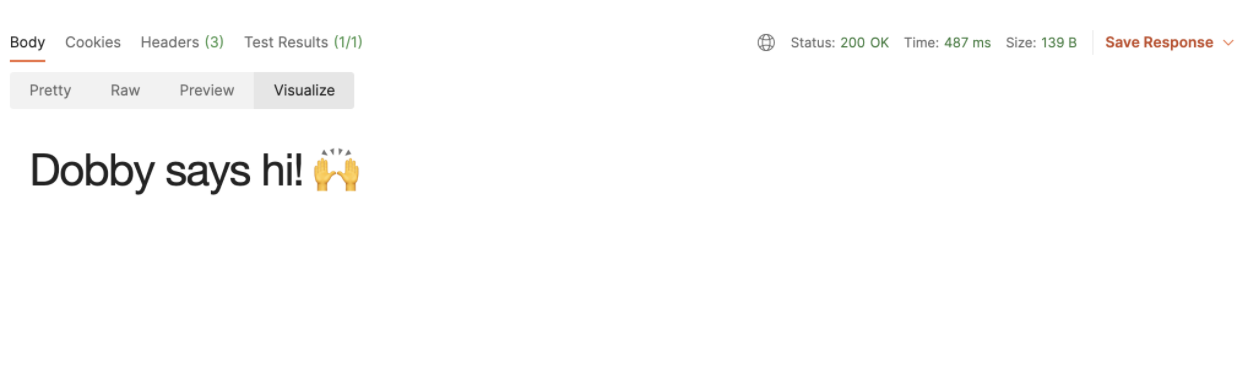 Body Cookies Headers (3) Test Results (1/1) Status: 200 OK Time: 487 ms Size: 139 B Save Response
Pretty Raw Preview Visualize
Dobby says hi! 🙌